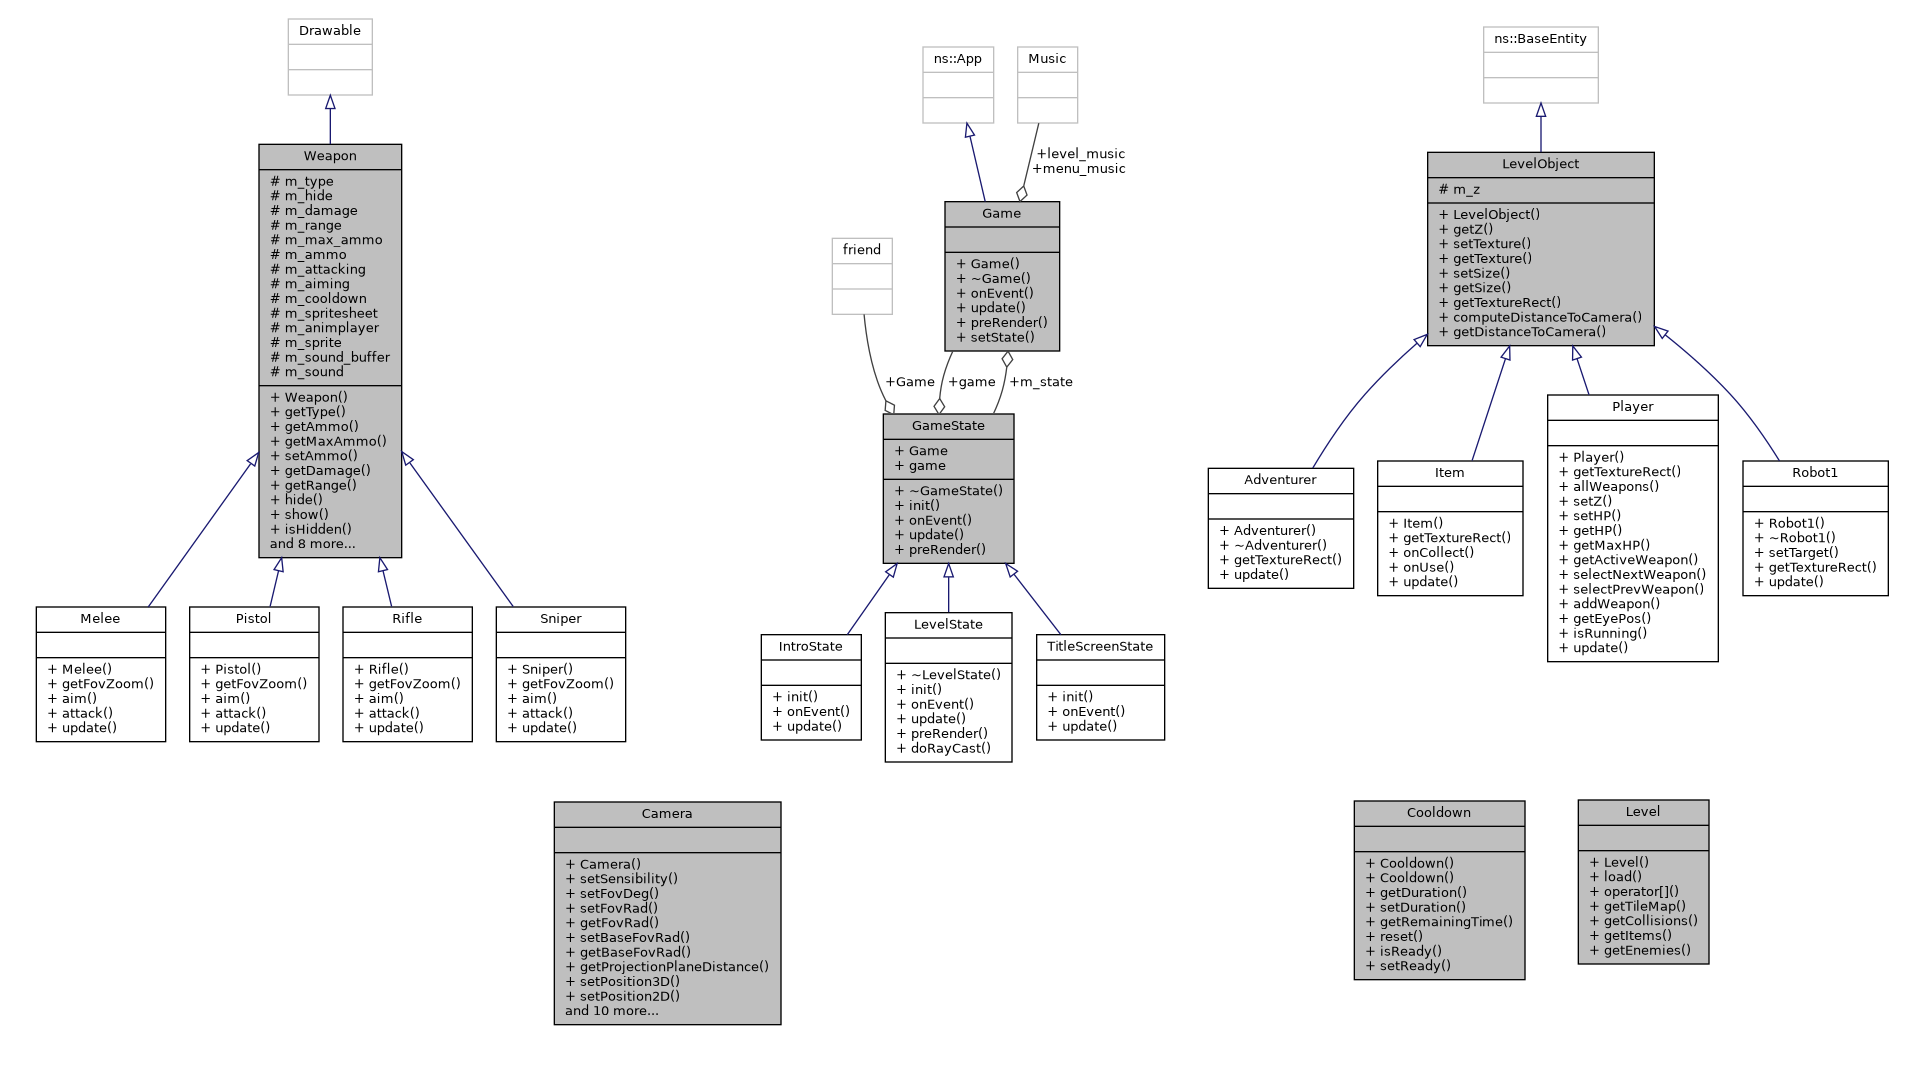 Drawable
Weapon
# m_type
# m_hide
# m_damage
# m_range
# m_max_ammo
# m_ammo
# m_attacking
# m_aiming
# m_cooldown
# m_spritesheet
# m_animplayer
# m_sprite
# m_sound_buffer
# m_sound
+ Weapon()
+ getType()
+ getAmmo()
+ getMaxAmmo()
+ setAmmo()
+ getDamage()
+ getRange()
+ hide()
+ show()
+ isHidden()
and 8 more...
Melee
+ Melee()
+ getFovZoom()
+ aim()
+ attack()
+ update()
Pistol
+ Pistol()
+ getFovZoom()
+ aim()
+ attack()
+ update()
Rifle
+ Rifle()
+ getFovZoom()
+ aim()
+ attack()
+ update()
Sniper
+ Sniper()
+ getFovZoom()
+ aim()
+ attack()
+ update()
ns::App
Music
+level_music
+menu_music
Game
+ Game()
+ ~Game()
+ onEvent()
+ update()
+ preRender()
+ setState()
friend
+Game
+game
+m_state
GameState
+ Game
+ game
+ ~GameState()
+ init()
+ onEvent()
+ update()
+ preRender()
IntroState
+ init()
+ onEvent()
+ update()
LevelState
+ ~LevelState()
+ init()
+ onEvent()
+ update()
+ preRender()
+ doRayCast()
TitleScreenState
+ init()
+ onEvent()
+ update()
ns::BaseEntity
LevelObject
# m_z
+ LevelObject()
+ getZ()
+ setTexture()
+ getTexture()
+ setSize()
+ getSize()
+ getTextureRect()
+ computeDistanceToCamera()
+ getDistanceToCamera()
Adventurer
+ Adventurer()
+ ~Adventurer()
+ getTextureRect()
+ update()
Item
+ Item()
+ getTextureRect()
+ onCollect()
+ onUse()
+ update()
Player
+ Player()
+ getTextureRect()
+ allWeapons()
+ setZ()
+ setHP()
+ getHP()
+ getMaxHP()
+ getActiveWeapon()
+ selectNextWeapon()
+ selectPrevWeapon()
+ addWeapon()
+ getEyePos()
+ isRunning()
+ update()
Robot1
+ Robot1()
+ ~Robot1()
+ setTarget()
+ getTextureRect()
+ update()
Camera
+ Camera()
+ setSensibility()
+ setFovDeg()
+ setFovRad()
+ getFovRad()
+ setBaseFovRad()
+ getBaseFovRad()
+ getProjectionPlaneDistance()
+ setPosition3D()
+ setPosition2D()
and 10 more...
Cooldown
+ Cooldown()
+ Cooldown()
+ getDuration()
+ setDuration()
+ getRemainingTime()
+ reset()
+ isReady()
+ setReady()
Level
+ Level()
+ load()
+ operator[]()
+ getTileMap()
+ getCollisions()
+ getItems()
+ getEnemies()